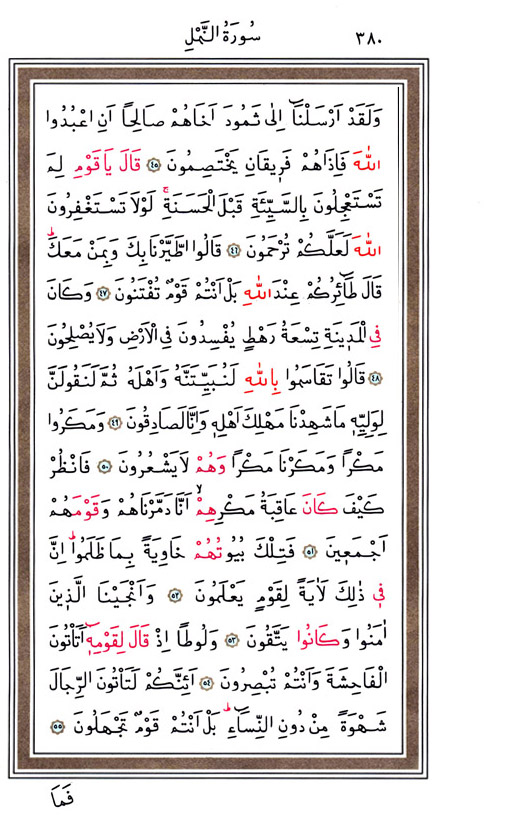 ٣٨٠ سُورَةُ النَّمْلِ
وَلَقَدْ اَرْسَلْنَٓا اِلٰى ثَمُودَ اَخَاهُمْ صَالِحًا اَنِ اعْبُدُوا
اللّٰهَ فَاِذَاهُمْ فَر۪يقَانِ يَخْتَصِمُونَ ﴿٤٥﴾ قَالَ يَاقَوْمِ لِمَ
تَسْتَعْجِلُونَ بِالسَّيِّئَةِ قَبْلَ الْحَسَنَةِۚ لَوْلَا تَسْتَغْفِرُونَ
اللّٰهَ لَعَلَّكُمْ تُرْحَمُونَ ﴿٤٦﴾ قَالُوا اطَّيَّرْنَا بِكَ وَبِمَنْ مَعَكَۜ
قَالَ طَٓائِرُكُمْ عِنْدَ اللّٰهِ بَلْ اَنْتُمْ قَوْمٌ تُفْتَنُونَ ﴿٤٧﴾ وَكَانَ
فِي الْمَد۪ينَةِ تِسْعَةُ رَهْطٍ يُفْسِدُونَ فِي الْاَرْضِ وَلَا يُصْلِحُونَ
﴿٤٨﴾ قَالُوا تَقَاسَمُوا بِاللّٰهِ لَنُبَيِّتَنَّهُ وَاَهْلَهُ ثُمَّ لَنَقُولَنَّ
لِوَلِيِّه۪ مَا شَهِدْنَا مَهْلِكَ اَهْلِه۪ وَاِنَّا لَصَادِقُونَ ﴿٤٩﴾ وَمَكَرُوا
مَكْرًا وَمَكَرْنَا مَكْرًا وَهُمْ لَا يَشْعُرُونَ ﴿٥٠﴾ فَانْظُرْ
كَيْفَ كَانَ عَاقِبَةُ مَكْرِهِمْۙ اَنَّا دَمَّرْنَاهُمْ وَقَوْمَهُمْ
اَجْمَع۪ينَ ﴿٥١﴾ فَتِلْكَ بُيُوتُهُمْ خَاوِيَةً بِمَا ظَلَمُواۜ اِنَّ
ف۪ي ذٰلِكَ لَاٰيَةً لِقَوْمٍ يَعْلَمُونَ ﴿٥٢﴾ وَاَنْجَيْنَا الَّذ۪ينَ
اٰمَنُوا وَكَانُوا يَتَّقُونَ ﴿٥٣﴾ وَلُوطًا اِذْ قَالَ لِقَوْمِه۪ٓ اَتَأْتُونَ
الْفَاحِشَةَ وَاَنْتُمْ تُبْصِرُونَ ﴿٥٤﴾ اَئِنَّكُمْ لَتَأْتُونَ الرِّجَالَ
شَهْوَةً مِنْ دُونِ النِّسَٓاءِۜ بَلْ اَنْتُمْ قَوْمٌ تَجْهَلُونَ ﴿٥٥﴾
فَمَا